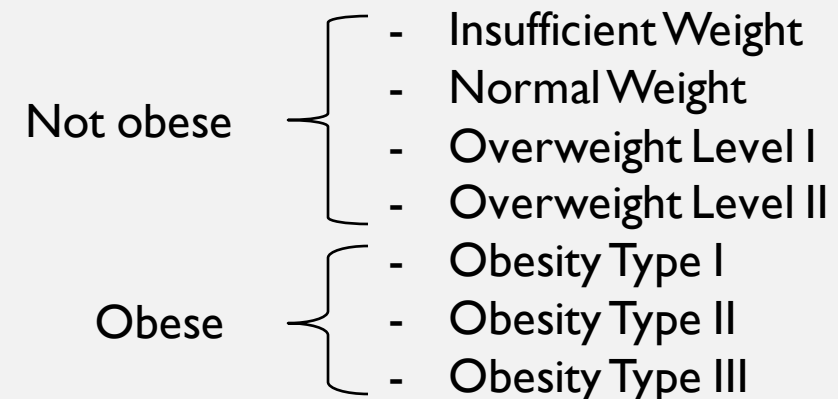 Not obese
- Insufficient Weight
- Normal Weight
- Overweight Level I
- Overweight Level II
Obese
- Obesity Type I
- Obesity Type II
- Obesity Type III